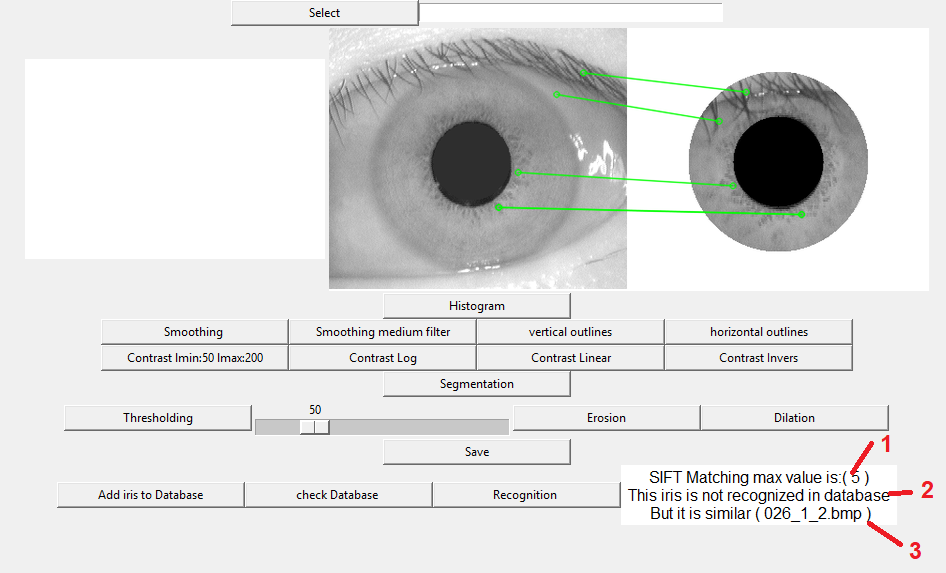 Select
Histogram
Smoothing
Smoothing medium filter
vertical outlines
horizontal outlines
Contrast Imin:50 Imax:200
Contrast Log
Contrast Linear
Contrast Invers
Segmentation
Thresholding
50
Erosion
Dilation
Save
1
Add iris to Database
check Database
Recognition
SIFT Matching max value is:( 5 )
This iris is not recognized in database
2
But it is similar ( 026_1_2.bmp )
3